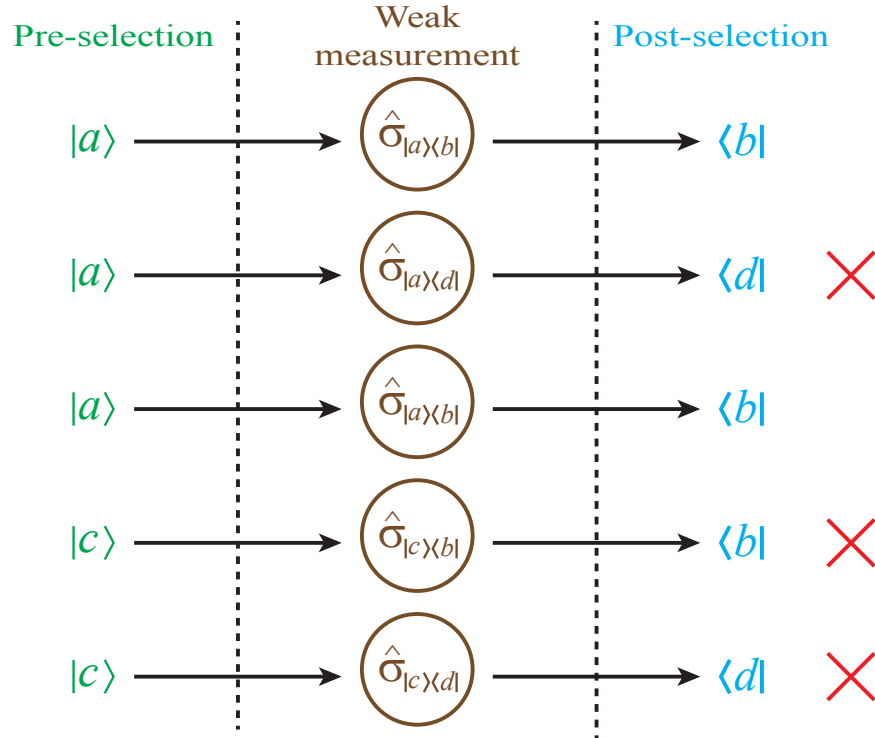 Pre-selection Weak measurement Post-selection
|a⟩ σ̂|a⟩⟨b| ⟨b|
|a⟩ σ̂|a⟩⟨d| ⟨d|
|a⟩ σ̂|a⟩⟨b| ⟨b|
|c⟩ σ̂|c⟩⟨b| ⟨b|
|c⟩ σ̂|c⟩⟨d| ⟨d|